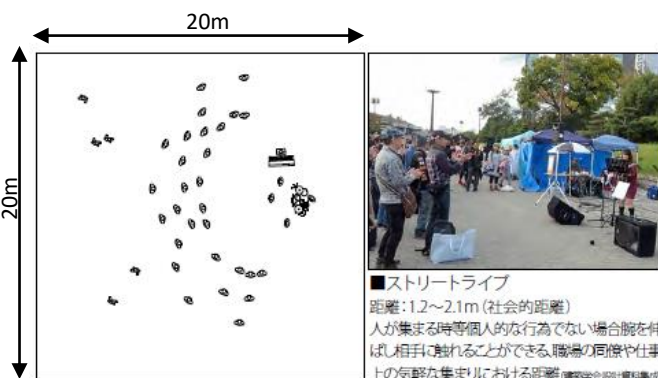 20m
20m
■ストリートライブ
距離:1.2～2.1m(社会的距離)
人が集まる時等個人的な行為でない場合腕を伸
ばし相手に触れることができる、職場の同僚や仕事
上の気軽な集まりにおける距離